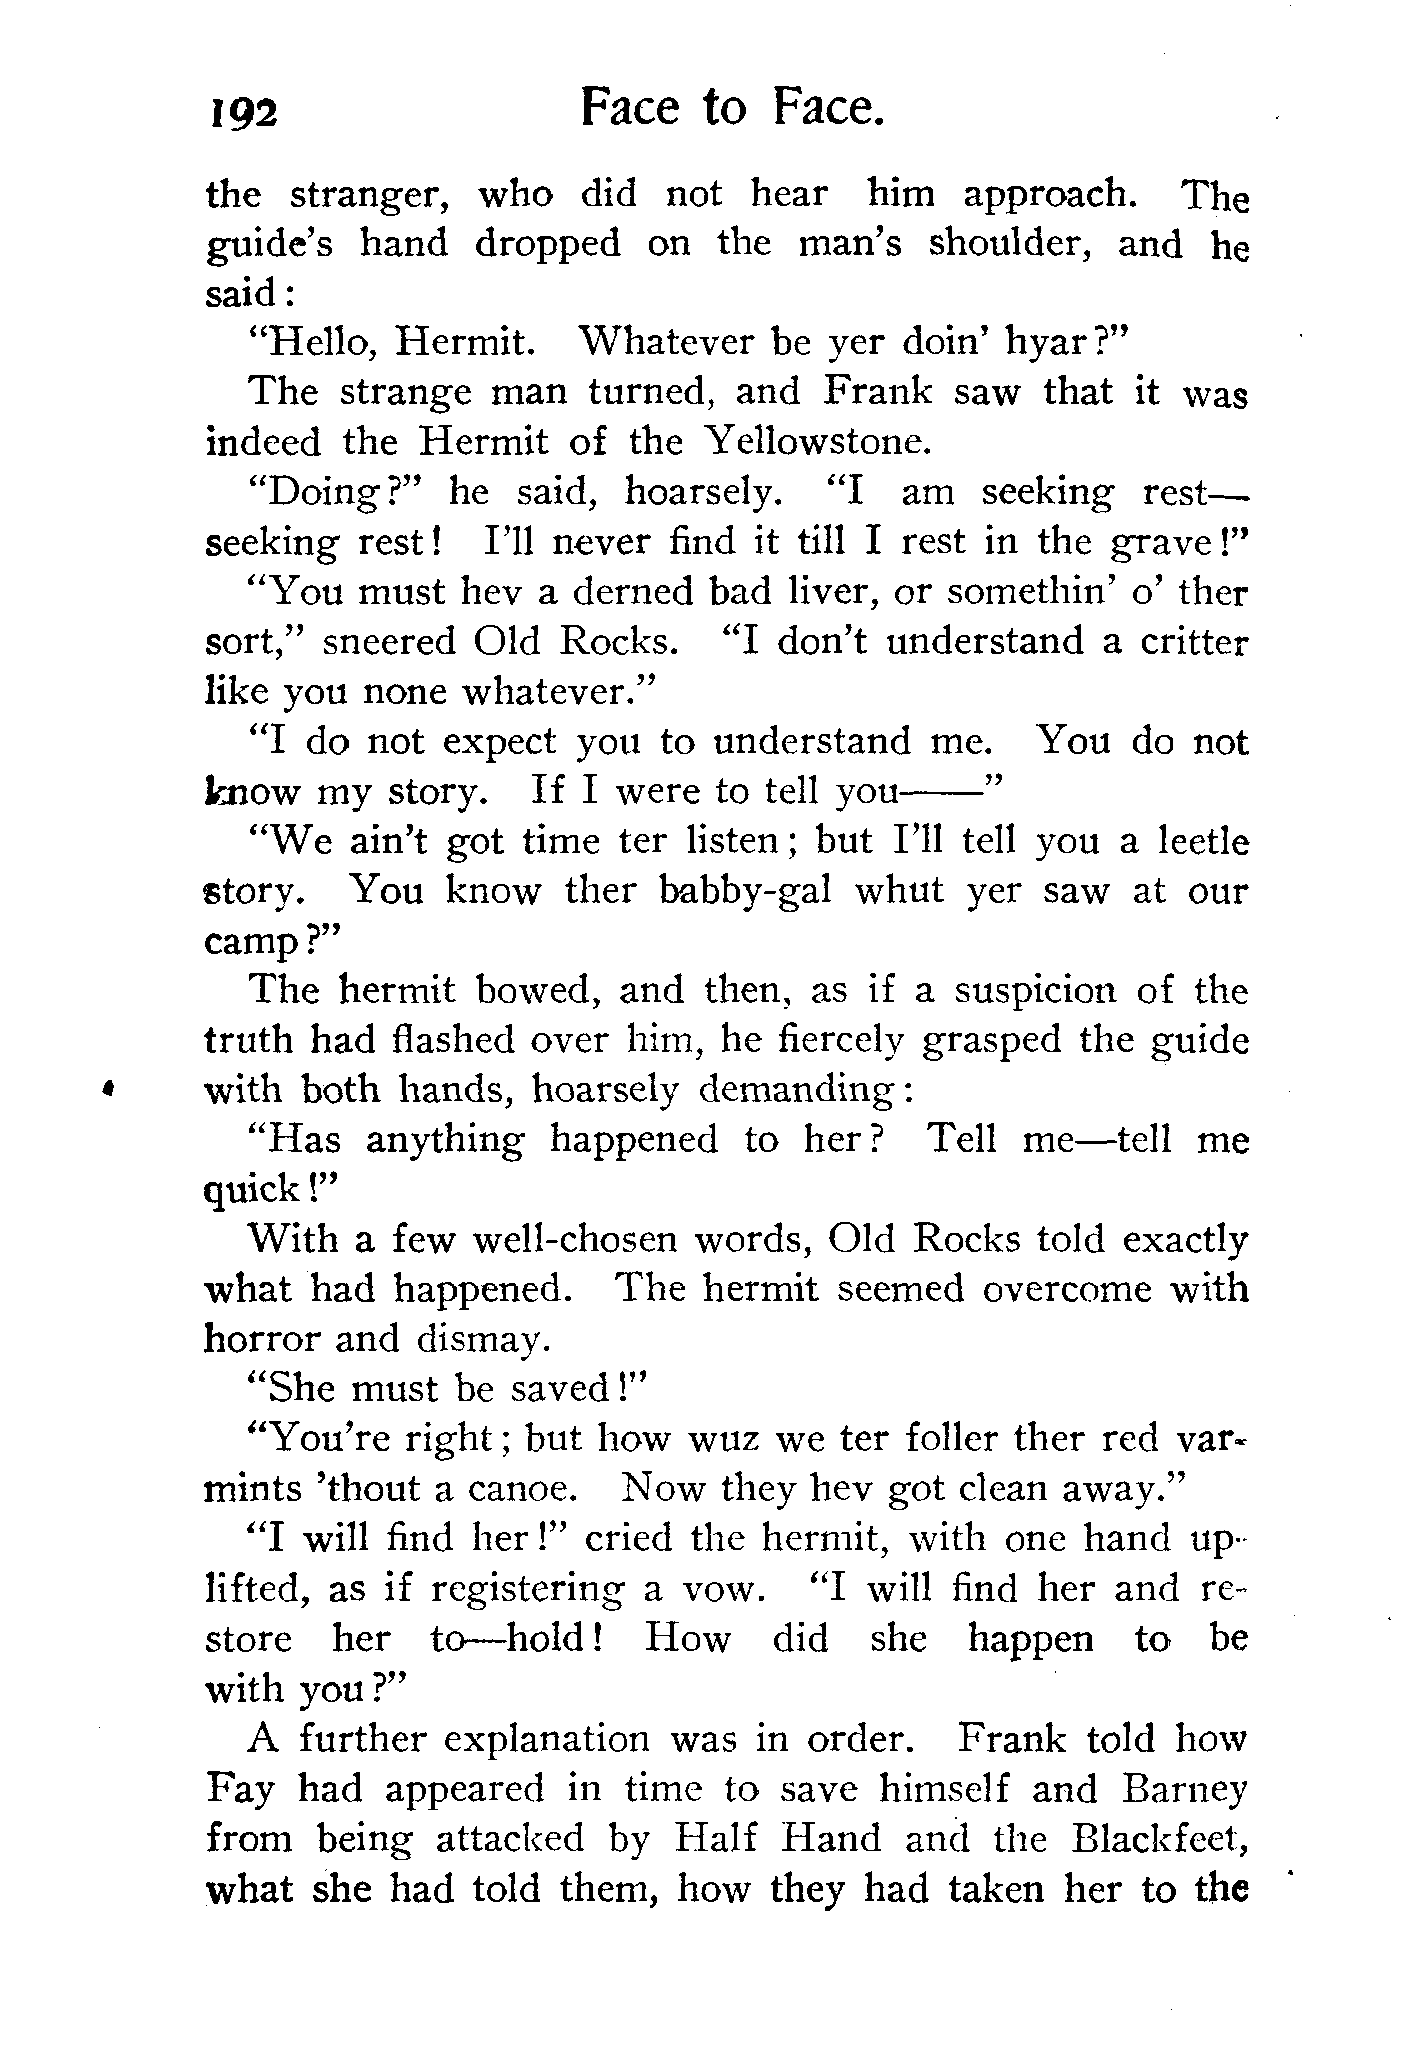 192 Face to Face.
the stranger, who did not hear him approach. The
guide's hand dropped on the man's shoulder, and he
said:
"Hello, Hermit. Whatever be yer doin' hyar?"
The strange man turned, and Frank saw that it was
indeed the Hermit of the Yellowstone.
"Doing?" he said, hoarsely. "I am seeking rest—
seeking rest! I'll never find it till I rest in the grave!"
"You must hev a derned bad liver, or somethin' o' ther
sort," sneered Old Rocks. "I don't understand a critter
like you none whatever."
"I do not expect you to understand me. You do not
know my story. If I were to tell you——"
"We ain't got time ter listen; but I'll tell you a leetle
story. You know ther babby-gal whut yer saw at our
camp?"
The hermit bowed, and then, as if a suspicion of the
truth had flashed over him, he fiercely grasped the guide
with both hands, hoarsely demanding:
"Has anything happened to her? Tell me—tell me
quick!"
With a few well-chosen words, Old Rocks told exactly
what had happened. The hermit seemed overcome with
horror and dismay.
"She must be saved!"
"You're right; but how wuz we ter foller ther red var-
mints 'thout a canoe. Now they hev got clean away."
"I will find her!" cried the hermit, with one hand up-
lifted, as if registering a vow. "I will find her and re-
store her to—hold! How did she happen to be
with you?"
A further explanation was in order. Frank told how
Fay had appeared in time to save himself and Barney
from being attacked by Half Hand and the Blackfeet,
what she had told them, how they had taken her to the